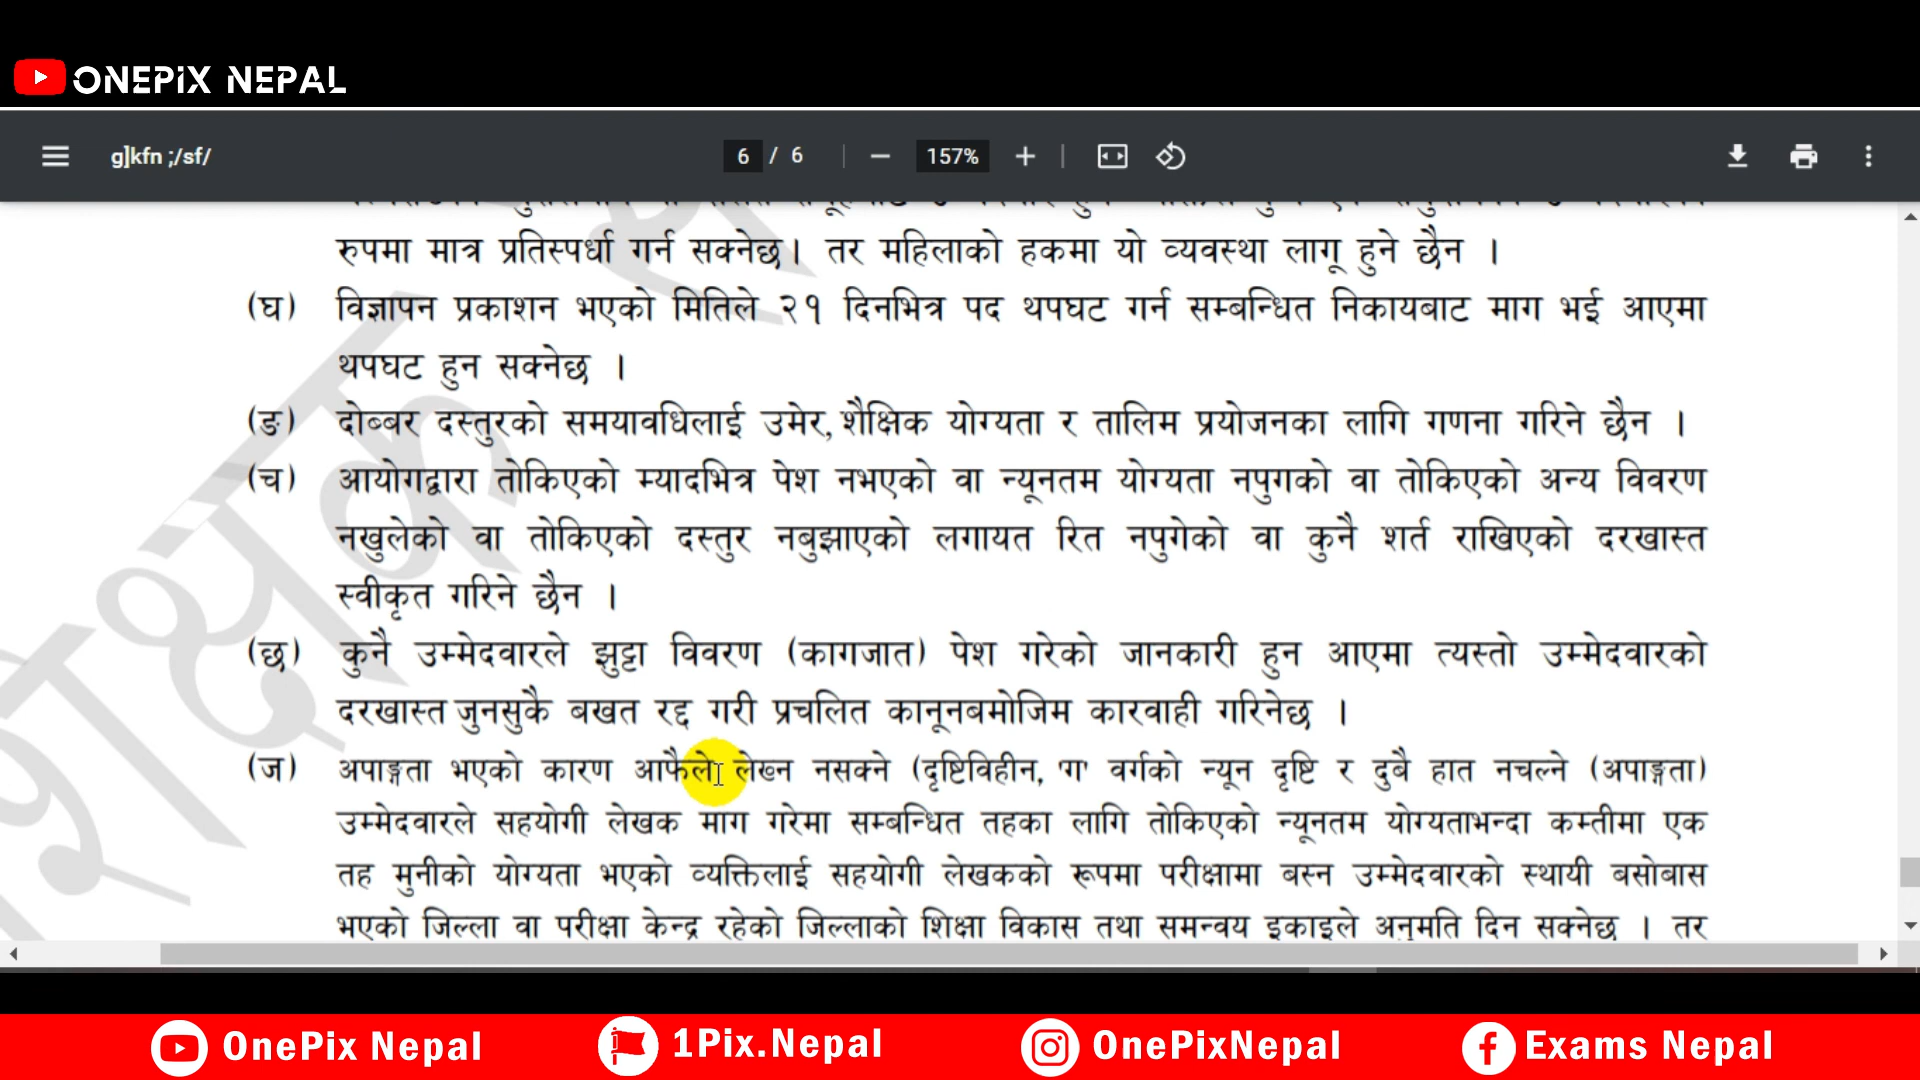 ONEPiX NEPAL
g]kfn ;/sf/
6 / 6
157%
रुपमा मात्र प्रतिस्पर्धा गर्न सक्नेछ। तर महिलाको हकमा यो व्यवस्था लागू हुने छैन ।
(घ) विज्ञापन प्रकाशन भएको मितिले २१ दिनभित्र पद थपघट गर्न सम्बन्धित निकायबाट माग भई आएमा
थपघट हुन सक्नेछ ।
(ङ) दोब्बर दस्तुरको समयावधिलाई उमेर, शैक्षिक योग्यता र तालिम प्रयोजनका लागि गणना गरिने छैन ।
(च) आयोगद्वारा तोकिएको म्यादभित्र पेश नभएको वा न्यूनतम योग्यता नपुगको वा तोकिएको अन्य विवरण
नखुलेको वा तोकिएको दस्तुर नबुझाएको लगायत रित नपुगेको वा कुनै शर्त राखिएको दरखास्त
स्वीकृत गरिने छैन ।
(छ) कुनै उम्मेदवारले झुट्टा विवरण (कागजात) पेश गरेको जानकारी हुन आएमा त्यस्तो उम्मेदवारको
दरखास्त जुनसुकै बखत रद्द गरी प्रचलित कानूनबमोजिम कारवाही गरिनेछ ।
(ज) अपाङ्गता भएको कारण आफैले लेख्न नसक्ने (दृष्टिविहीन, 'ग' वर्गको न्यून दृष्टि र दुबै हात नचल्ने (अपाङ्गता)
उम्मेदवारले सहयोगी लेखक माग गरेमा सम्बन्धित तहका लागि तोकिएको न्यूनतम योग्यताभन्दा कम्तीमा एक
तह मुनीको योग्यता भएको व्यक्तिलाई सहयोगी लेखकको रूपमा परीक्षामा बस्न उम्मेदवारको स्थायी बसोबास
भएको जिल्ला वा परीक्षा केन्द्र रहेको जिल्लाको शिक्षा विकास तथा समन्वय इकाइले अनुमति दिन सक्नेछ । तर
OnePix Nepal
1Pix.Nepal
OnePixNepal
Exams Nepal